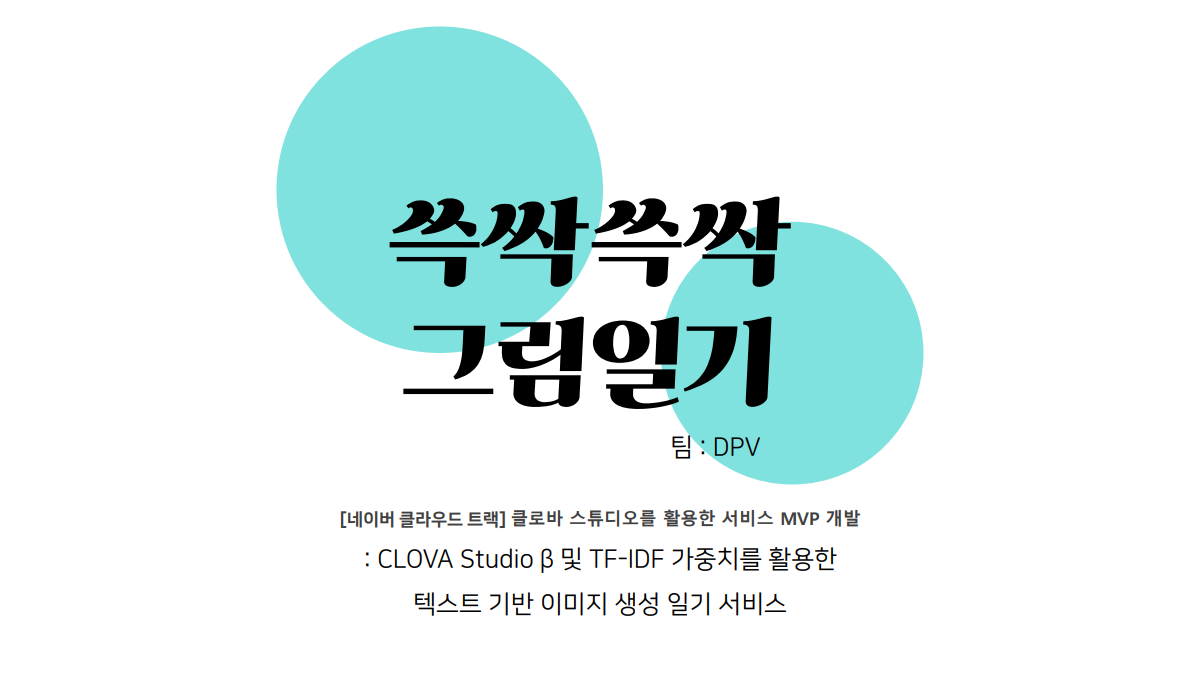 쓱싹쓱싹
그림일기
팀 : DPV
[네이버 클라우드 트랙] 클로바 스튜디오를 활용한 서비스 MVP 개발
: CLOVA Studio β 및 TF-IDF 가중치를 활용한
텍스트 기반 이미지 생성 일기 서비스